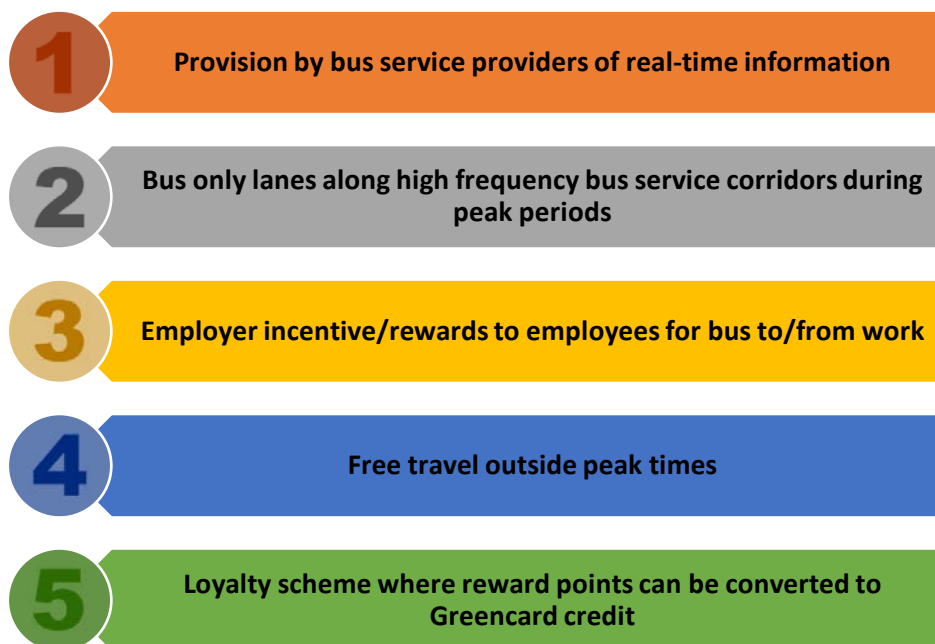 1
Provision by bus service providers of real-time information
2
Bus only lanes along high frequency bus service corridors during
peak periods
3
Employer incentive/rewards to employees for bus to/from work
4
Free travel outside peak times
5
Loyalty scheme where reward points can be converted to
Greencard credit